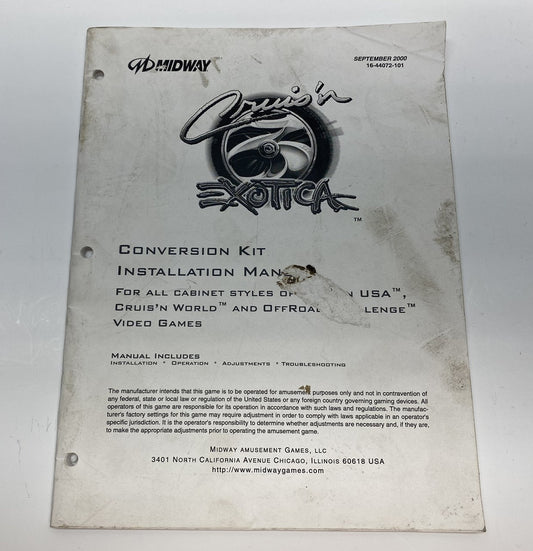 MIDWAY
SEPTEMBER 2000
16-44072-101
Cruis'n
EXOTICA ™
CONVERSION KIT
INSTALLATION MAN
FOR ALL CABINET STYLES OF N USA™,
CRUIS'N WORLD™ AND OFFROAD LENGE™
VIDEO GAMES
MANUAL INCLUDES
INSTALLATION * OPERATION * ADJUSTMENTS * TROUBLESHOOTING
The manufacturer intends that this game is to be operated for amusement purposes only and not in contravention of
any federal, state or local law or regulation of the United States or any foreign country governing gaming devices. All
operators of this game are responsible for its operation in accordance with such laws and regulations. The manufac-
turer's factory settings for this game may require adjustment in order to comply with laws applicable in an operator's
specific jurisdiction. It is the operator's responsibility to determine whether adjustments are necessary and, if they are,
to make the appropriate adjustments prior to operating the amusement game.
MIDWAY AMUSEMENT GAMES, LLC
3401 NORTH CALIFORNIA AVENUE CHICAGO, ILLINOIS 60618 USA
http://www.midwaygames.com